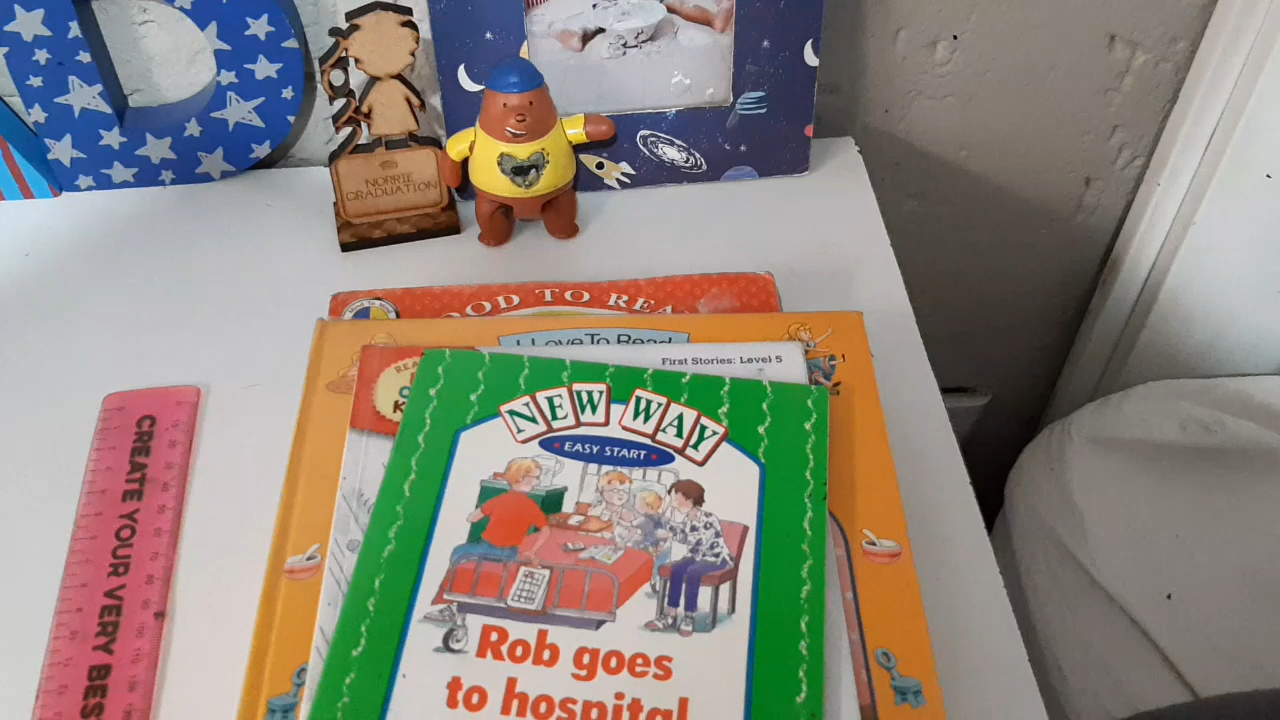 D
NORRIE
GRADUATION
OOD TO REA
I Love To Read
First Stories: Level 5
REA
NEW WAY
EASY START
Rob goes
to hospital
CREATE YOUR VERY BES